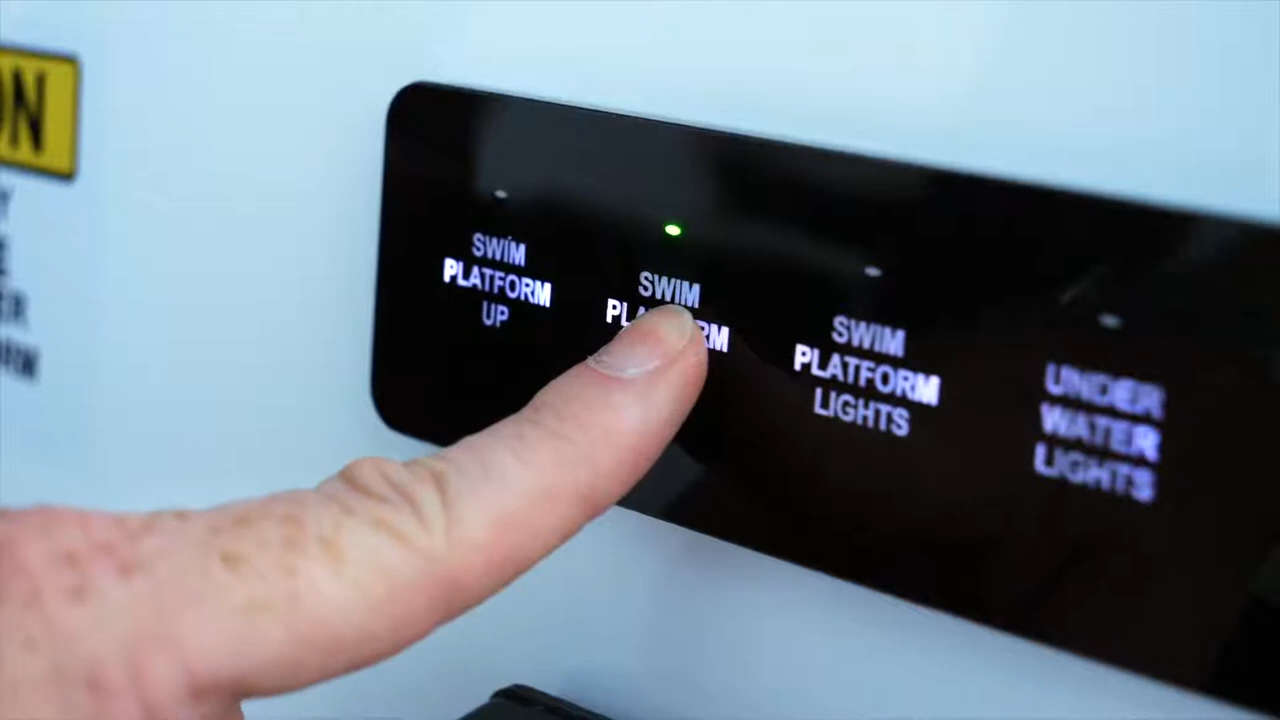 ON
SWIM
PLATFORM
UP
SWIM
SWIM
PLATFORM
LIGHTS
UNDER
WATER
LIGHTS